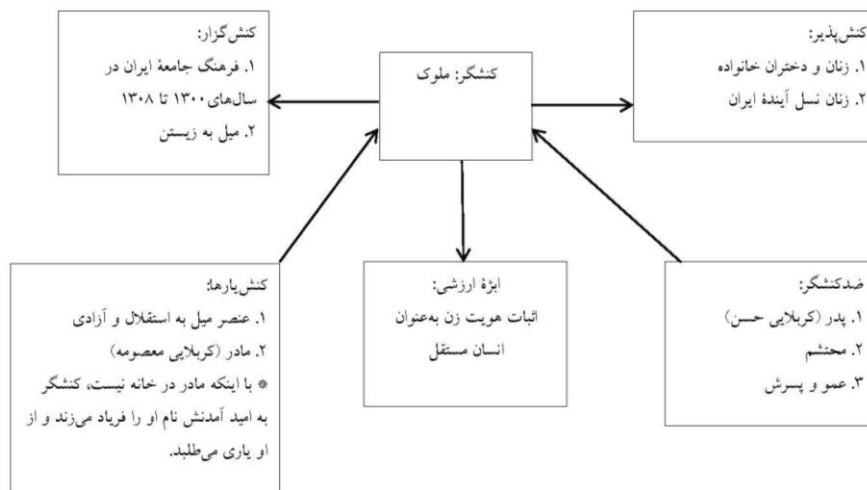 کنش‌پذیر:
۱. زنان و دختران خانواده
۲. زنان نسل آیندهٔ ایران
کنشگر: ملوک
کنش‌گزار:
۱. فرهنگ جامعهٔ ایران در
سال‌های ۱۳۰۰ تا ۱۳۰۸
۲. میل به زیستن
ضدکنشگر:
۱. پدر (کربلایی حسن)
۲. محتشم
۳. عمو و پسرش
ابژهٔ ارزشی:
اثبات هویت زن به‌عنوان
انسان مستقل
کنش‌یارها:
۱. عنصر میل به استقلال و آزادی
۲. مادر (کربلایی معصومه)
* با اینکه مادر در خانه نیست، کنشگر
به امید آمدنش نام او را فریاد می‌زند و از
او یاری می‌طلبد.